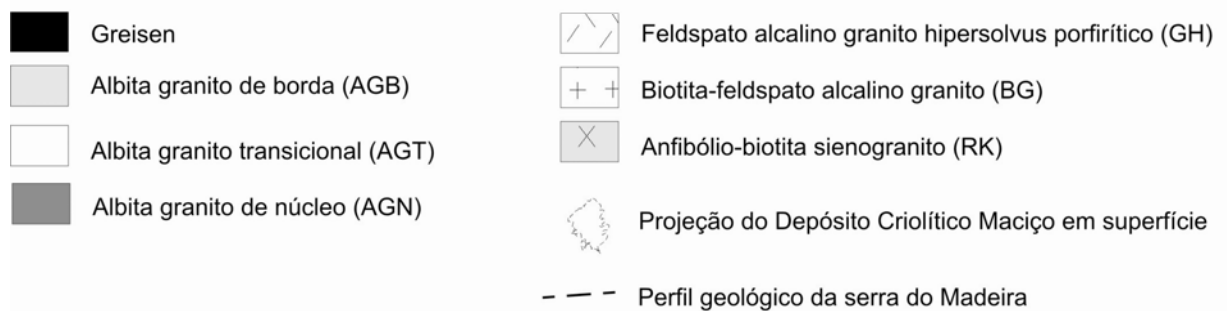 Greisen
Albita granito de borda (AGB)
Albita granito transicional (AGT)
Albita granito de núcleo (AGN)
Feldspato alcalino granito hipersolvus porfirítico (GH)
Biotita-feldspato alcalino granito (BG)
Anfibólio-biotita sienogranito (RK)
Projeção do Depósito Criolítico Maciço em superfície
Perfil geológico da serra do Madeira